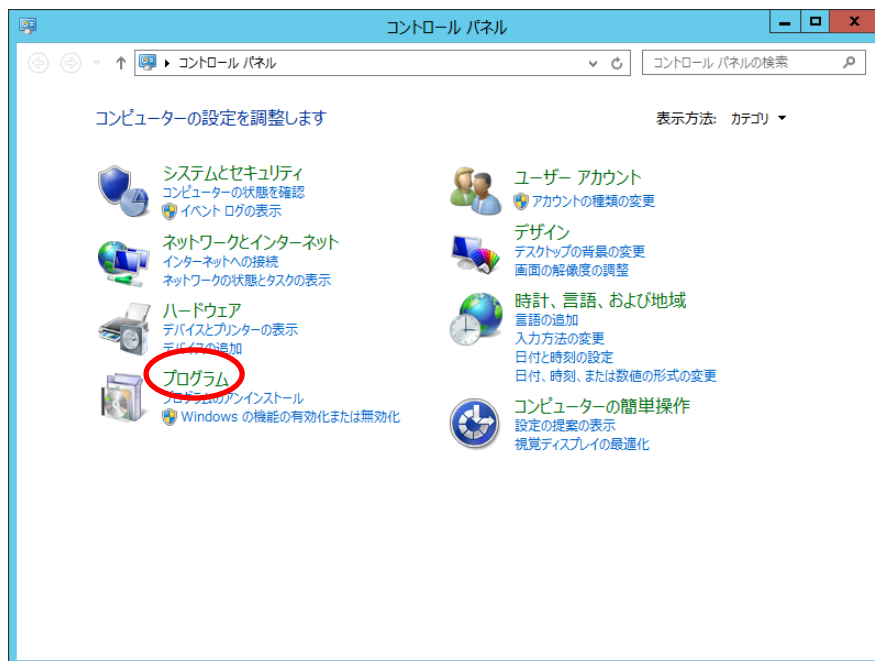 コントロール パネル
コントロール パネル
コントロール パネルの検索
コンピューターの設定を調整します
表示方法: カテゴリ
システムとセキュリティ
コンピューターの状態を確認
イベント ログの表示
ネットワークとインターネット
インターネットへの接続
ネットワークの状態とタスクの表示
ハードウェア
デバイスとプリンターの表示
デバイスの追加
プログラム
プログラムのアンインストール
Windows の機能の有効化または無効化
ユーザー アカウント
アカウントの種類の変更
デザイン
デスクトップの背景の変更
画面の解像度の調整
時計、言語、および地域
言語の追加
入力方法の変更
日付と時刻の設定
日付、時刻、または数値の形式の変更
コンピューターの簡単操作
設定の提案の表示
視覚ディスプレイの最適化